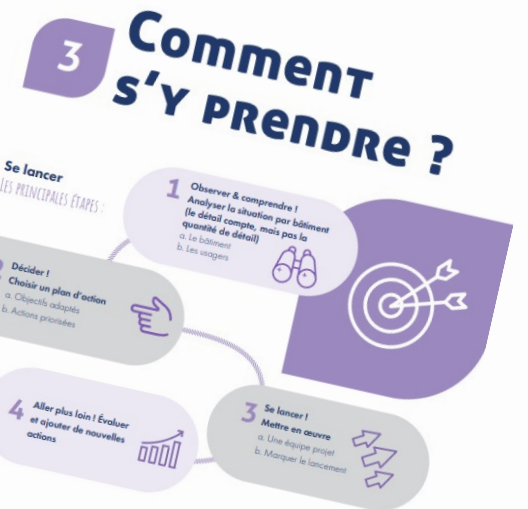 3
Comment
s'y prendre ?
Se lancer
Les principales étapes :
1
Observer & comprendre !
Analyser la situation par bâtiment
(le détail compte, mais pas la
quantité de détail)
a. Le bâtiment
b. Les usagers
Décider !
Choisir un plan d'action
a. Objectifs adaptés
b. Actions priorisées
3
Se lancer !
Mettre en œuvre
a. Une équipe projet
b. Marquer le lancement
4
Aller plus loin ! Évaluer
et ajouter de nouvelles
actions